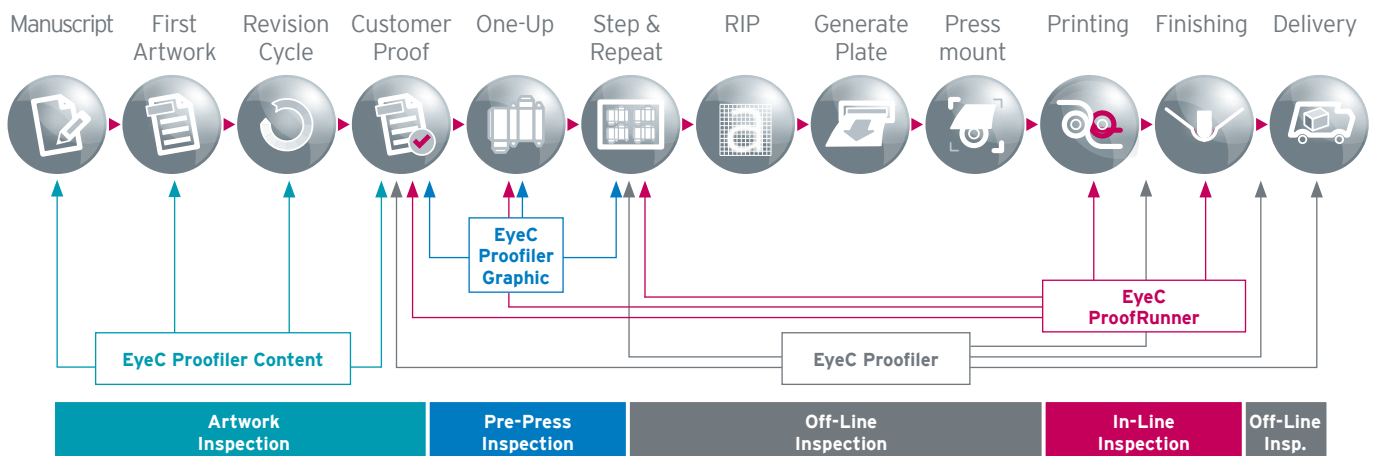 Manuscript
First
Artwork
Revision
Cycle
Customer
Proof
One-Up
Step &
Repeat
RIP
Generate
Plate
Press
mount
Printing
Finishing
Delivery
a
EyeC
Proofiler
Graphic
EyeC
ProofRunner
EyeC Proofiler Content
EyeC Proofiler
Artwork
Inspection
Pre-Press
Inspection
Off-Line
Inspection
In-Line
Inspection
Off-Line
Insp.